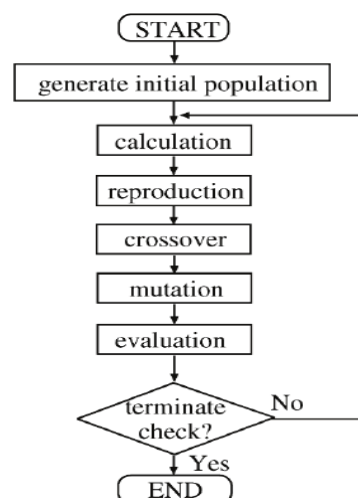 START
generate initial population
calculation
reproduction
crossover
mutation
evaluation
terminate
check?
No
Yes
END